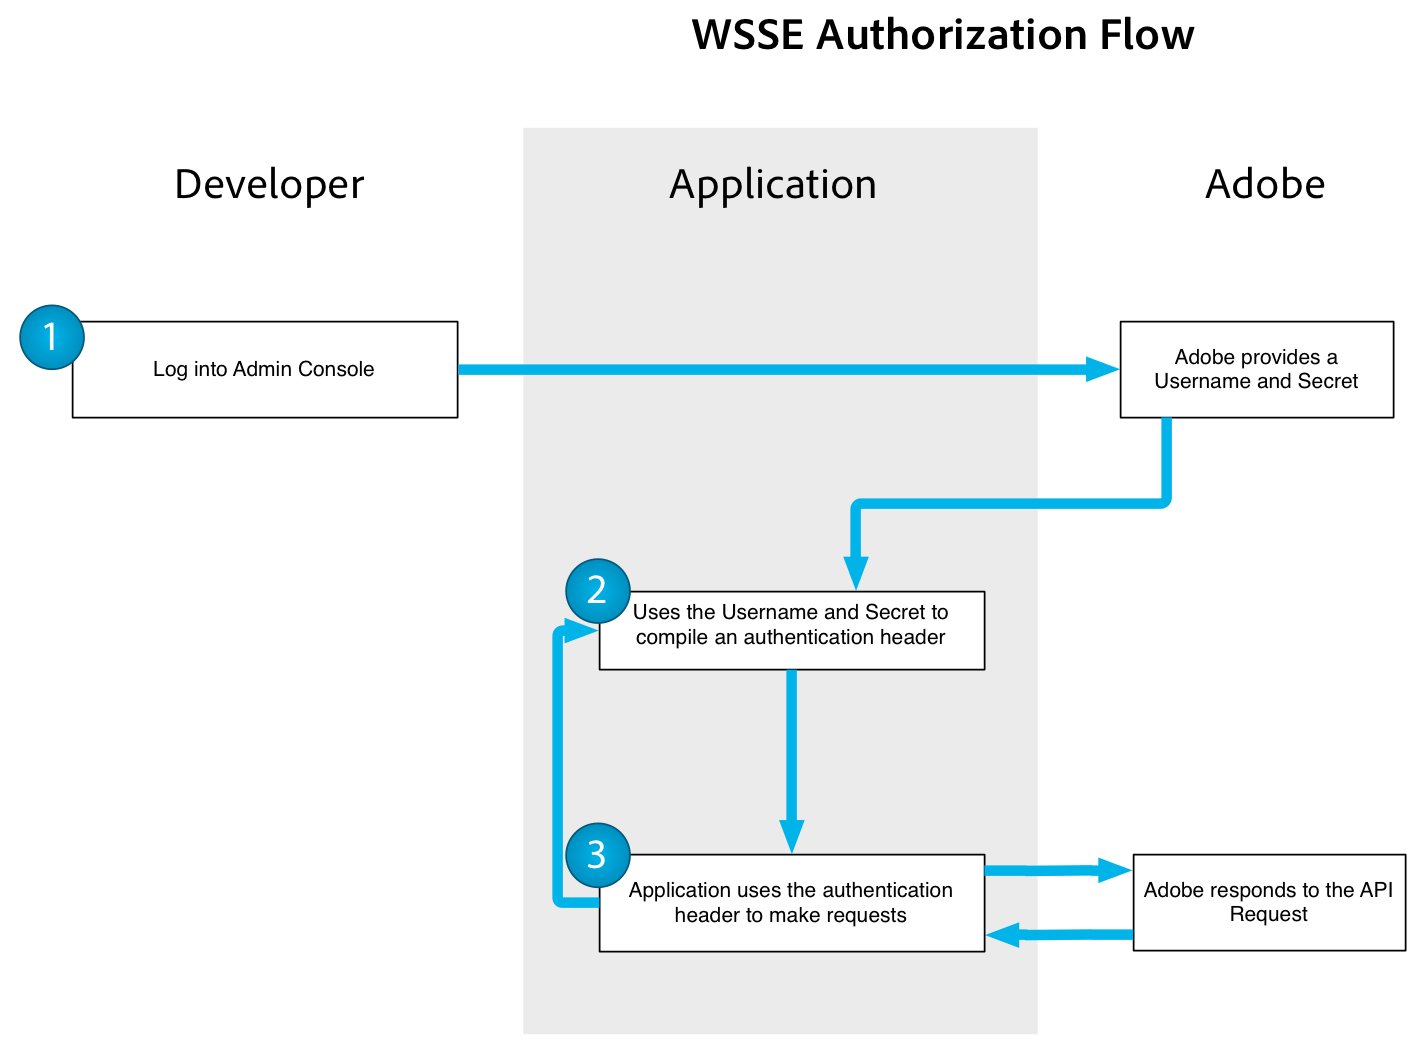 WSSE Authorization Flow
Developer
Application
Adobe
1
Log into Admin Console
Adobe provides a
Username and Secret
2
Uses the Username and Secret to
compile an authentication header
3
Application uses the authentication
header to make requests
Adobe responds to the API
Request